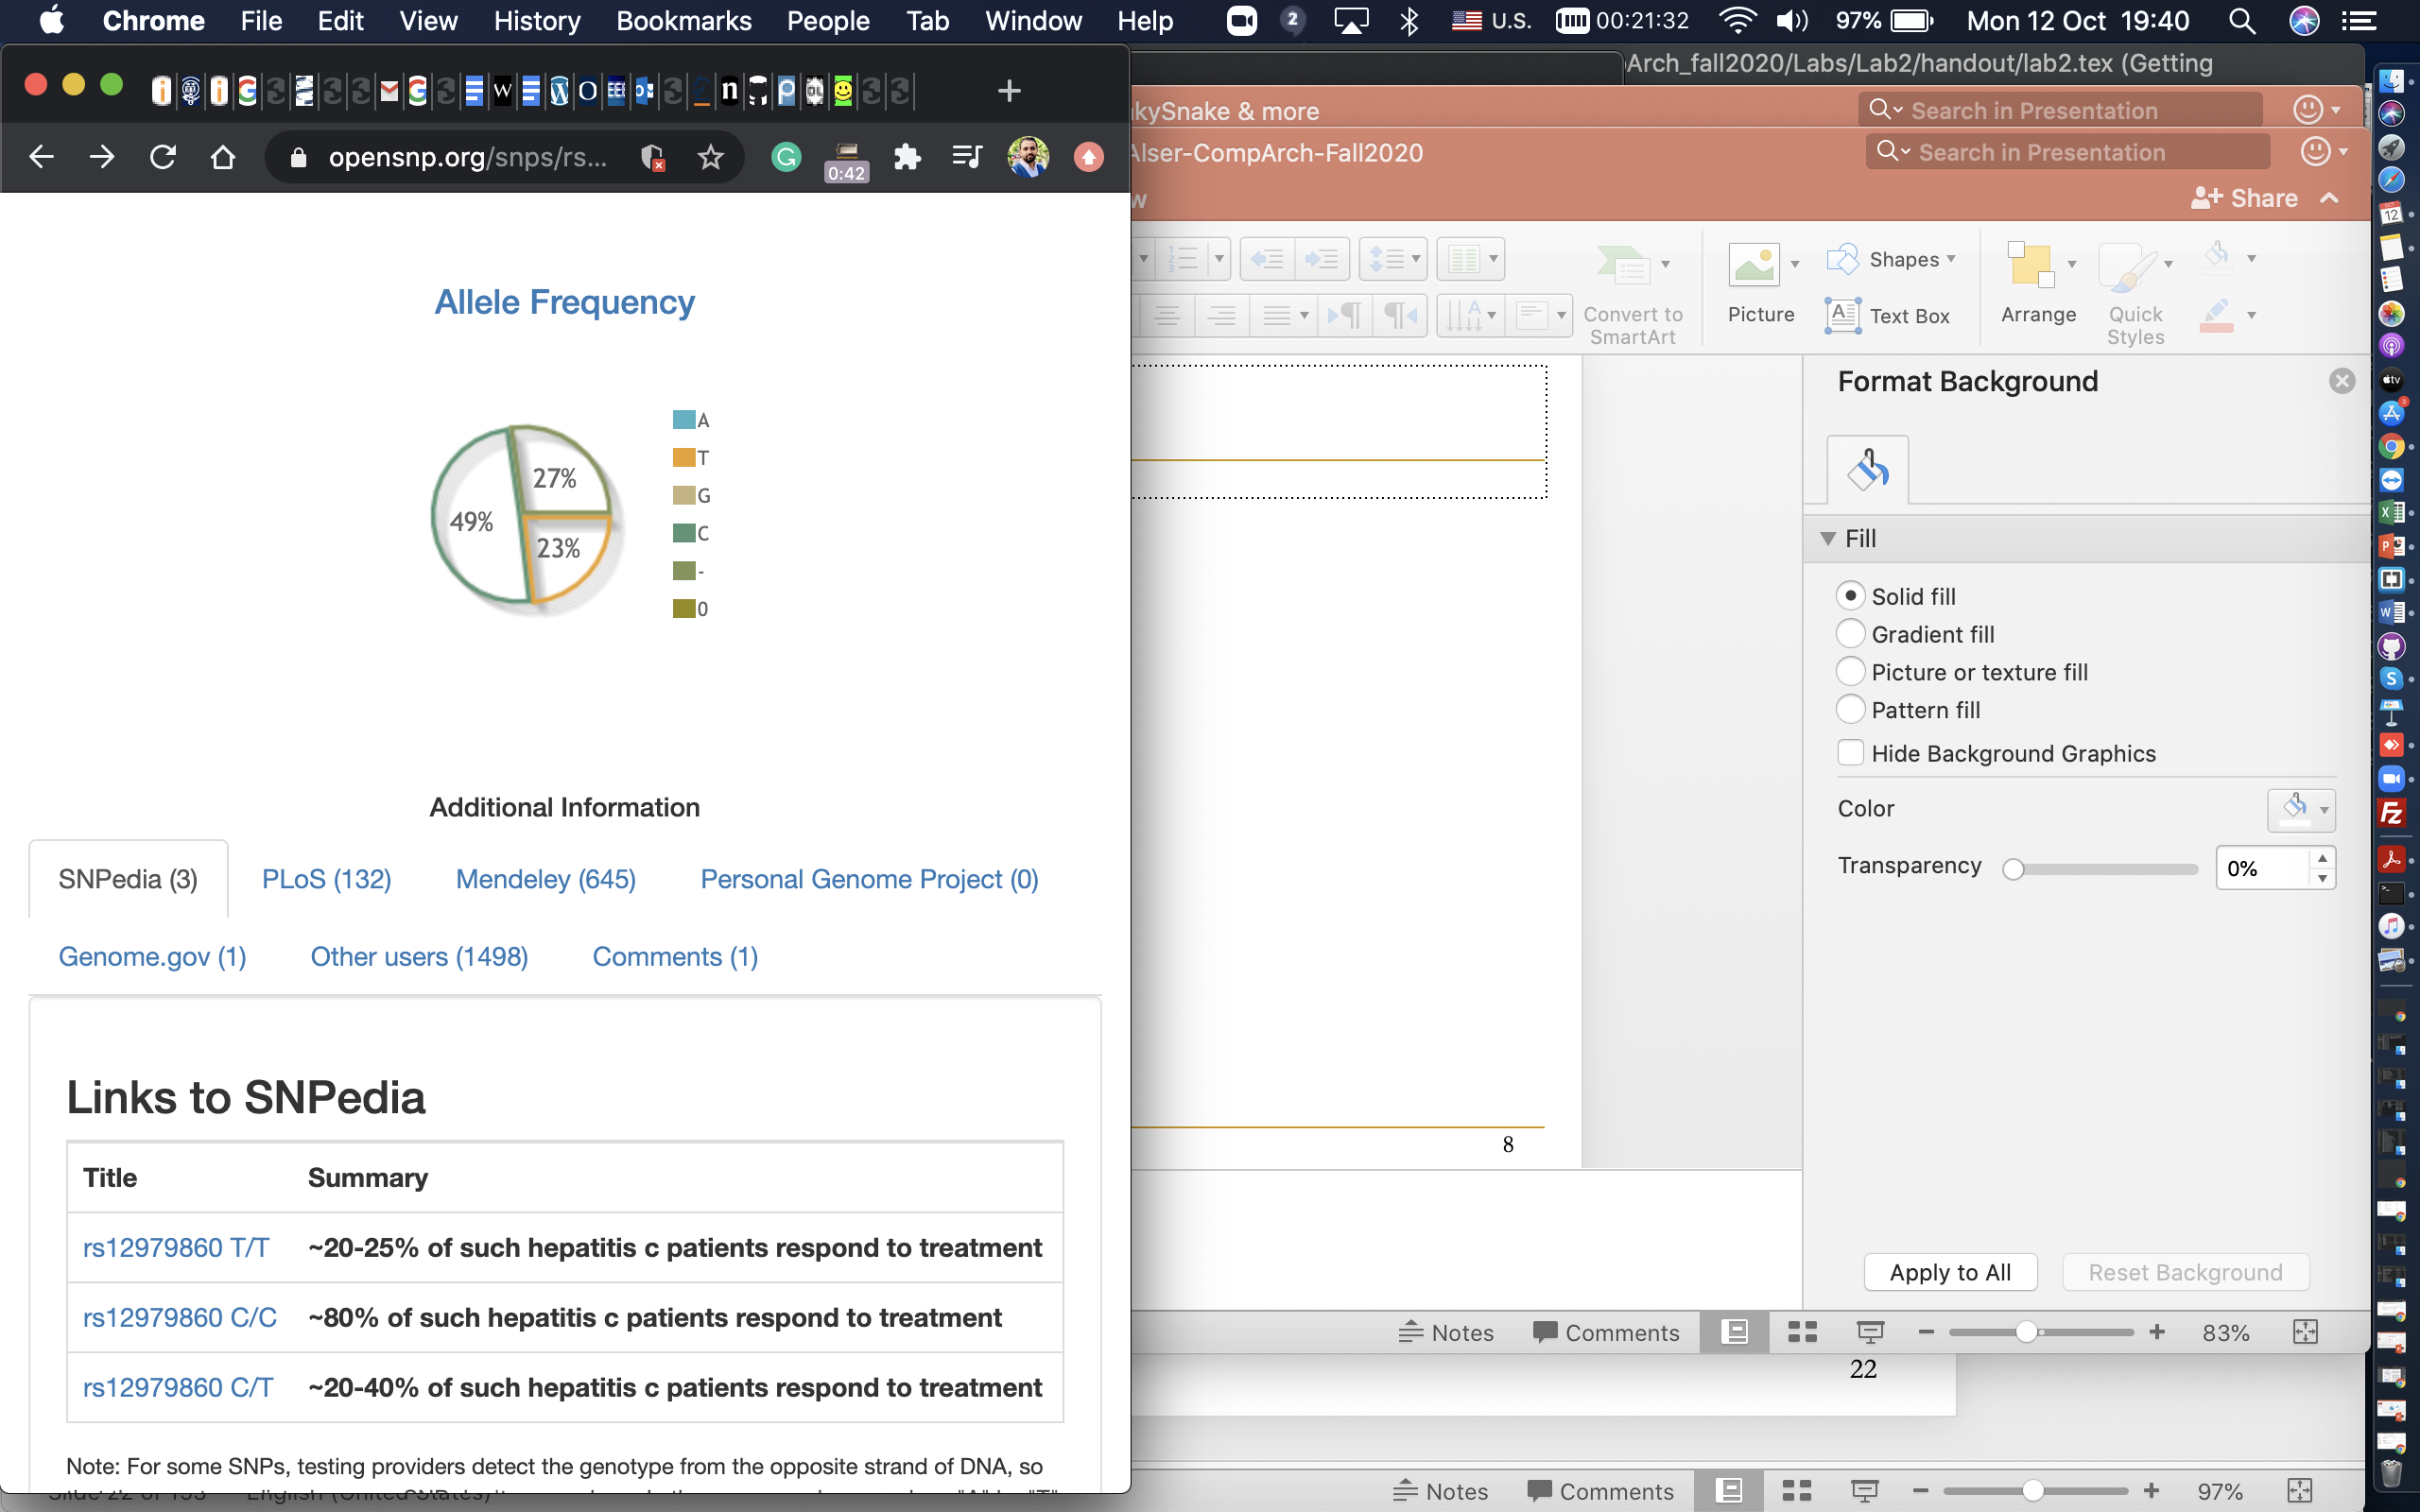 Chrome File Edit View History Bookmarks People Tab Window Help 2 U.S. 00:21:32 97% Mon 12 Oct 19:40
Arch_fall2020/Labs/Lab2/handout/lab2.tex (Getting
kySnake & more Search in Presentation
opensnp.org/snps/rs... 0:42
Alser-CompArch-Fall2020 Search in Presentation
Share
Allele Frequency
27%
49%
23%
A
T
G
C
-
0
Additional Information
SNPedia (3) PLoS (132) Mendeley (645) Personal Genome Project (0)
Genome.gov (1) Other users (1498) Comments (1)
Links to SNPedia
Title Summary
rs12979860 T/T ~20-25% of such hepatitis c patients respond to treatment
rs12979860 C/C ~80% of such hepatitis c patients respond to treatment
rs12979860 C/T ~20-40% of such hepatitis c patients respond to treatment
Note: For some SNPs, testing providers detect the genotype from the opposite strand of DNA, so
Convert to
SmartArt
Picture
Shapes
Text Box
Arrange
Quick
Styles
Format Background
Fill
Solid fill
Gradient fill
Picture or texture fill
Pattern fill
Hide Background Graphics
Color
Transparency 0%
Apply to All Reset Background
8
Notes Comments 83%
22
Notes Comments 97%